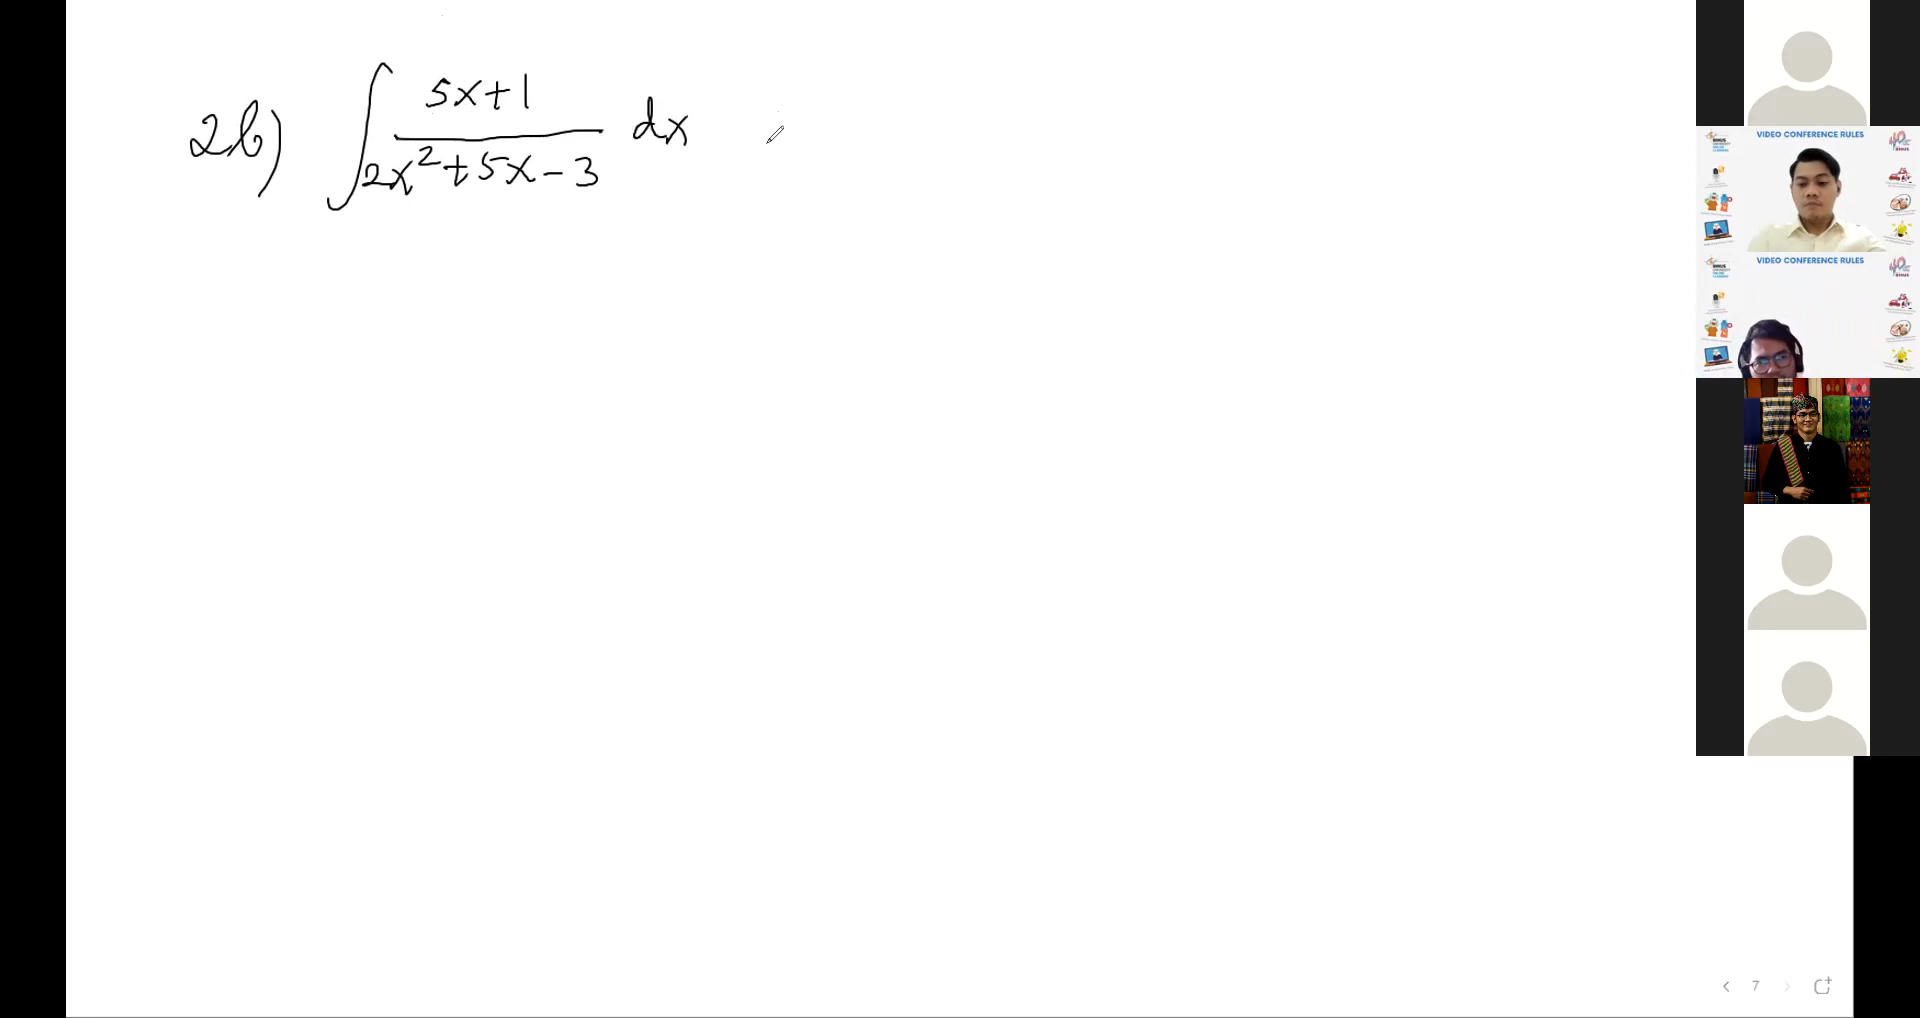 2b) ∫ (5x+1)/(2x²+5x-3) dx
VIDEO CONFERENCE RULES
VIDEO CONFERENCE RULES
7